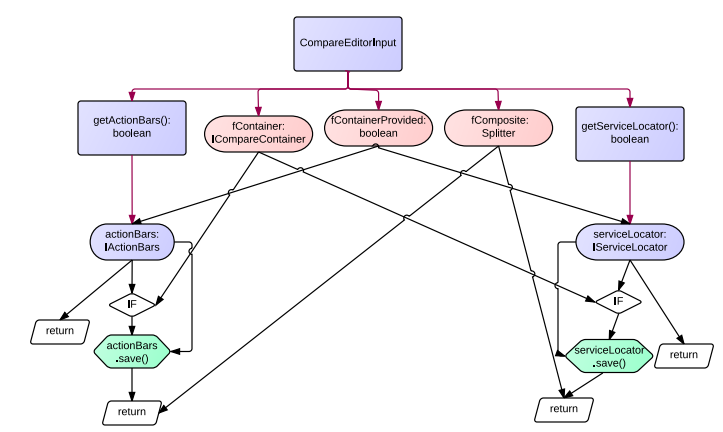 CompareEditorInput
getActionBars():
boolean
fContainer:
ICompareContainer
fContainerProvided:
boolean
fComposite:
Splitter
getServiceLocator():
boolean
actionBars:
IActionBars
serviceLocator:
IServiceLocator
IF
IF
return
actionBars
.save()
serviceLocator
.save()
return
return
return